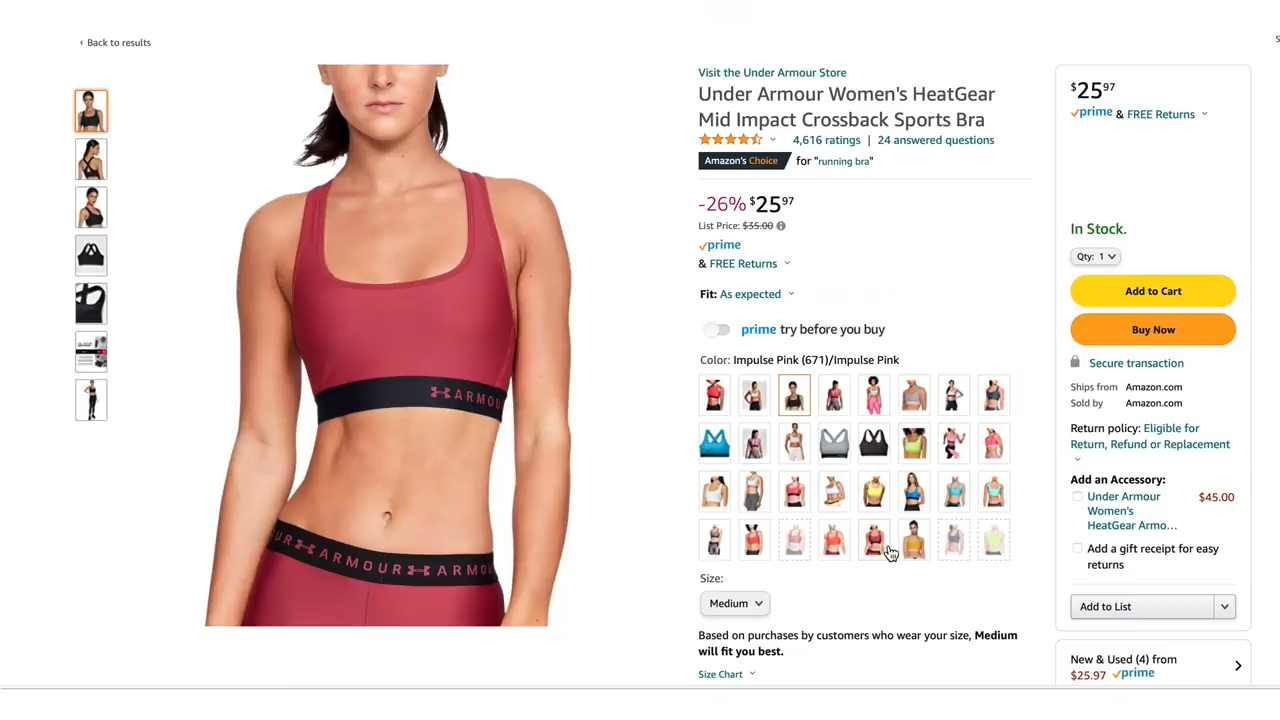 ‹ Back to results
S
Visit the Under Armour Store
Under Armour Women's HeatGear
Mid Impact Crossback Sports Bra
4,616 ratings | 24 answered questions
Amazon's Choice for "running bra"
-26% $25 97
List Price: $35.00
prime
& FREE Returns
Fit: As expected
prime try before you buy
Color: Impulse Pink (671)/Impulse Pink
Size:
Medium
Based on purchases by customers who wear your size, Medium
will fit you best.
Size Chart
ARMOU
UR ARMOUR ARMO
$25 97
prime & FREE Returns
In Stock.
Qty: 1
Add to Cart
Buy Now
Secure transaction
Ships from Amazon.com
Sold by Amazon.com
Return policy: Eligible for
Return, Refund or Replacement
Add an Accessory:
Under Armour $45.00
Women's
HeatGear Armo...
Add a gift receipt for easy
returns
Add to List
New & Used (4) from
$25.97 prime